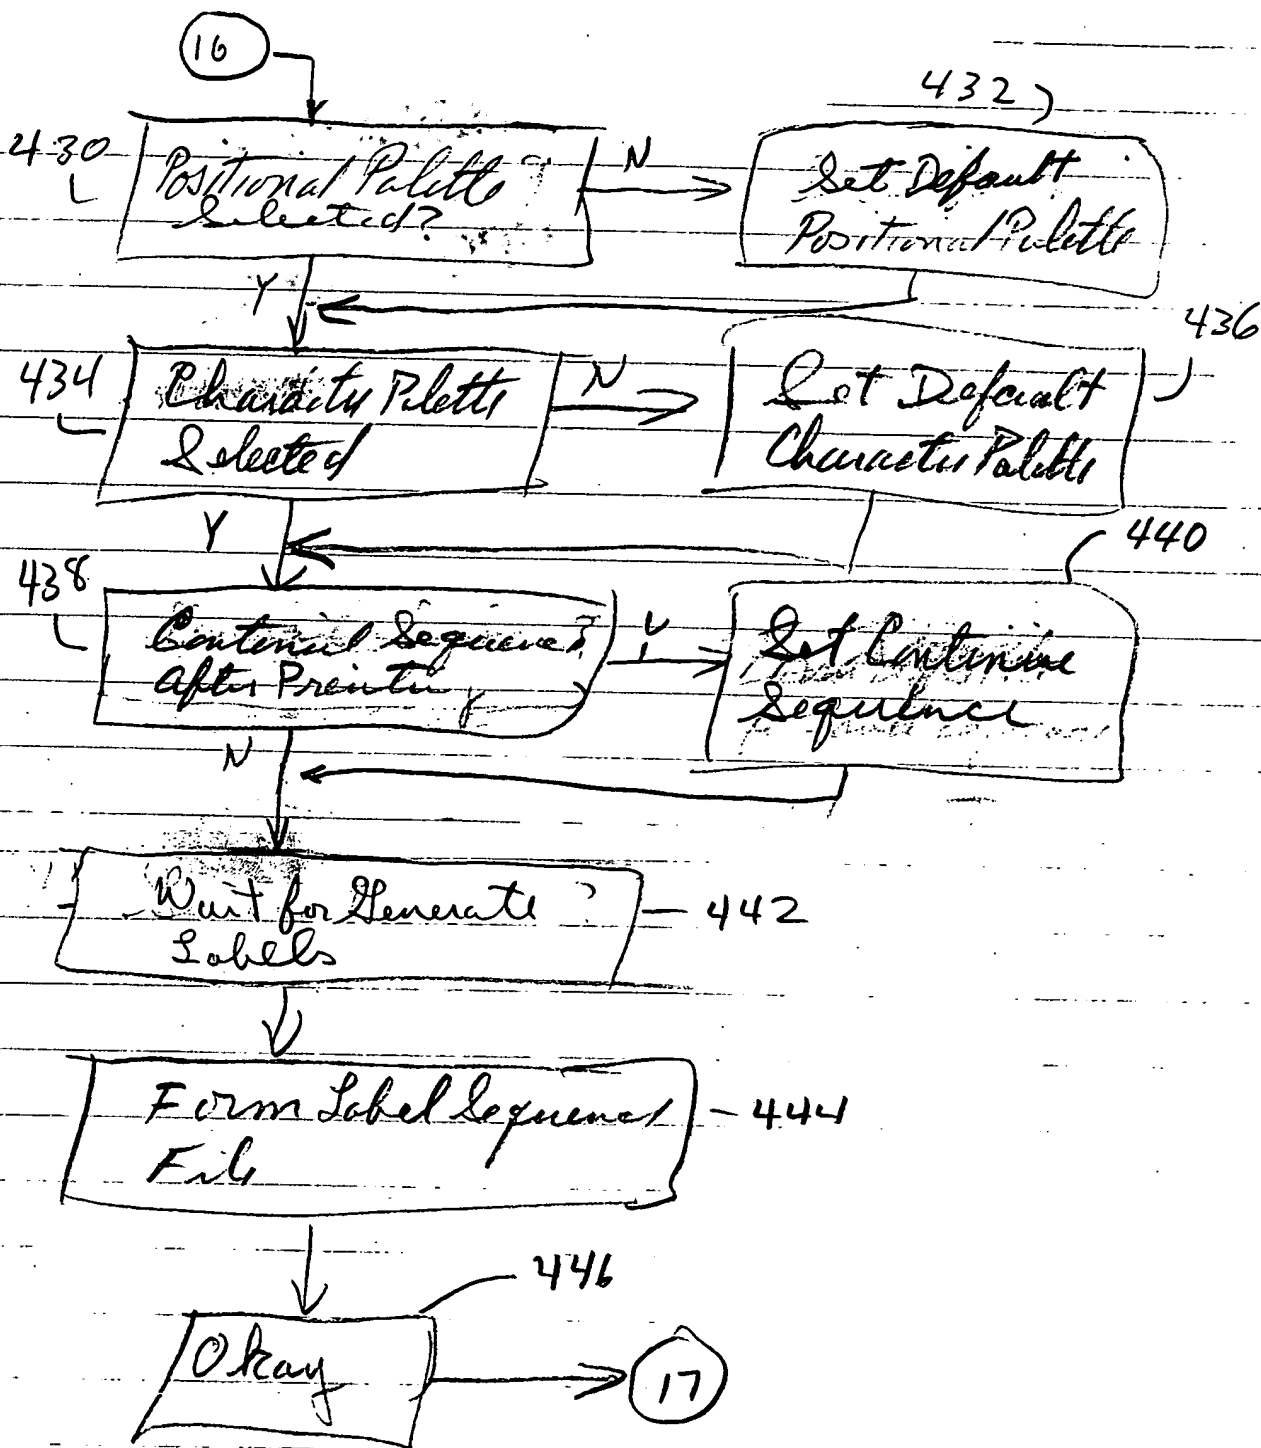 16
432
430
Positional Palette
Selected?
N
Set Default
Positional Palette
Y
436
434
Character Palette
Selected
N
Set Default
Character Palette
Y
440
438
Sequence?
After Printing
Y
Set Continue
Sequence
N
Wait for Generate
Labels
442
Form Label Sequence
File
444
446
Okay
17